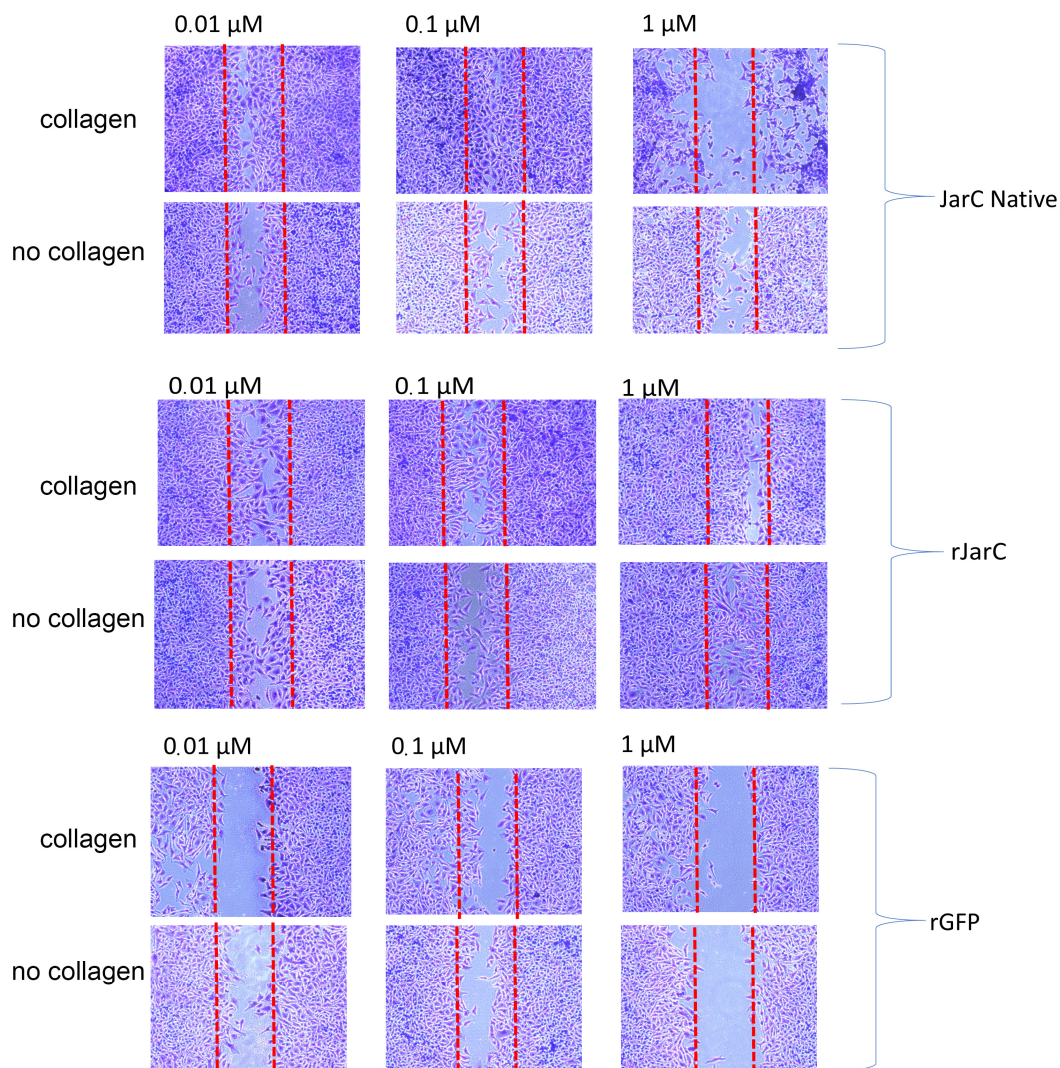 0.01 µM 0.1 µM 1 µM
collagen
no collagen
JarC Native
0.01 µM 0.1 µM 1 µM
collagen
no collagen
rJarC
0.01 µM 0.1 µM 1 µM
collagen
no collagen
rGFP